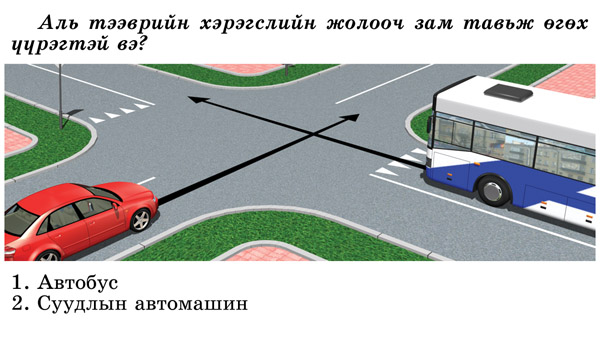 Аль тээврийн хэрэгслийн жолооч зам тавьж өгөх
үүрэгтэй вэ?
1. Автобус
2. Суудлын автомашин